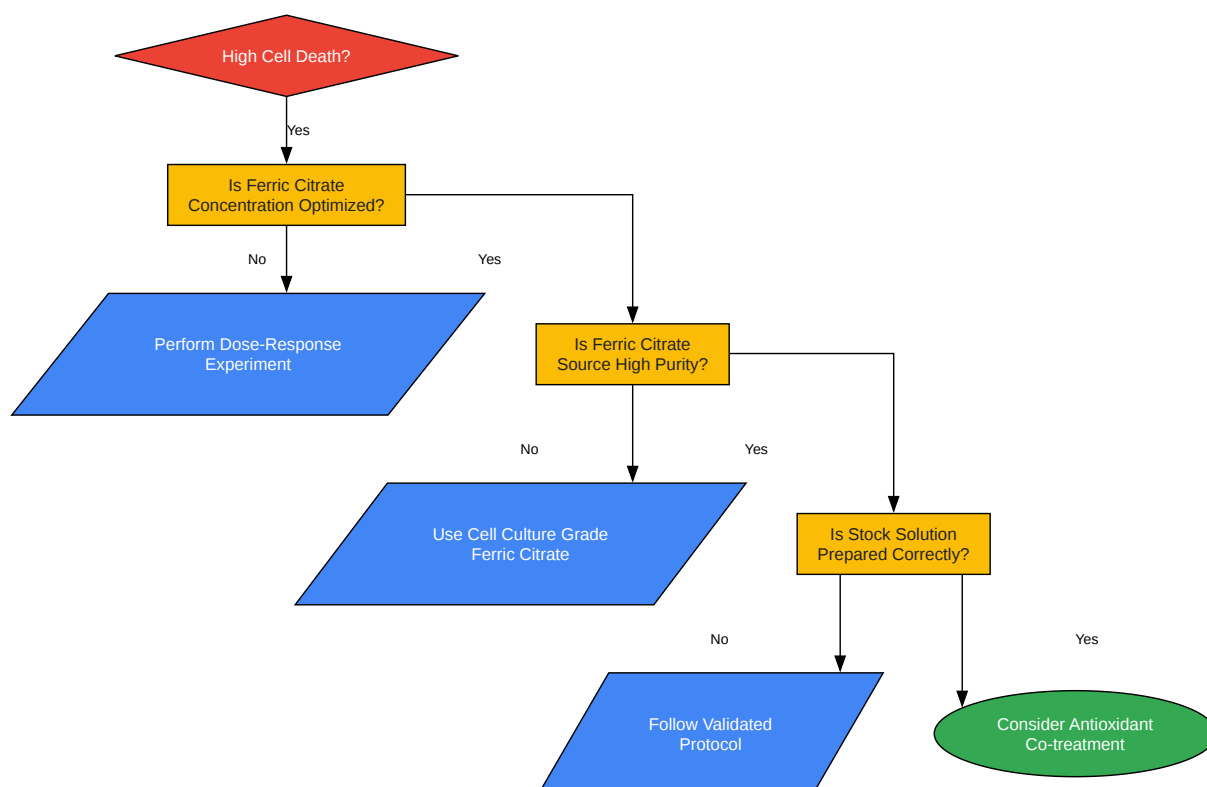 High Cell Death?
Yes
Is Ferric Citrate
Concentration Optimized?
No
Yes
Perform Dose-Response
Experiment
Is Ferric Citrate
Source High Purity?
No
Yes
Use Cell Culture Grade
Ferric Citrate
Is Stock Solution
Prepared Correctly?
No
Yes
Follow Validated
Protocol
Consider Antioxidant
Co-treatment